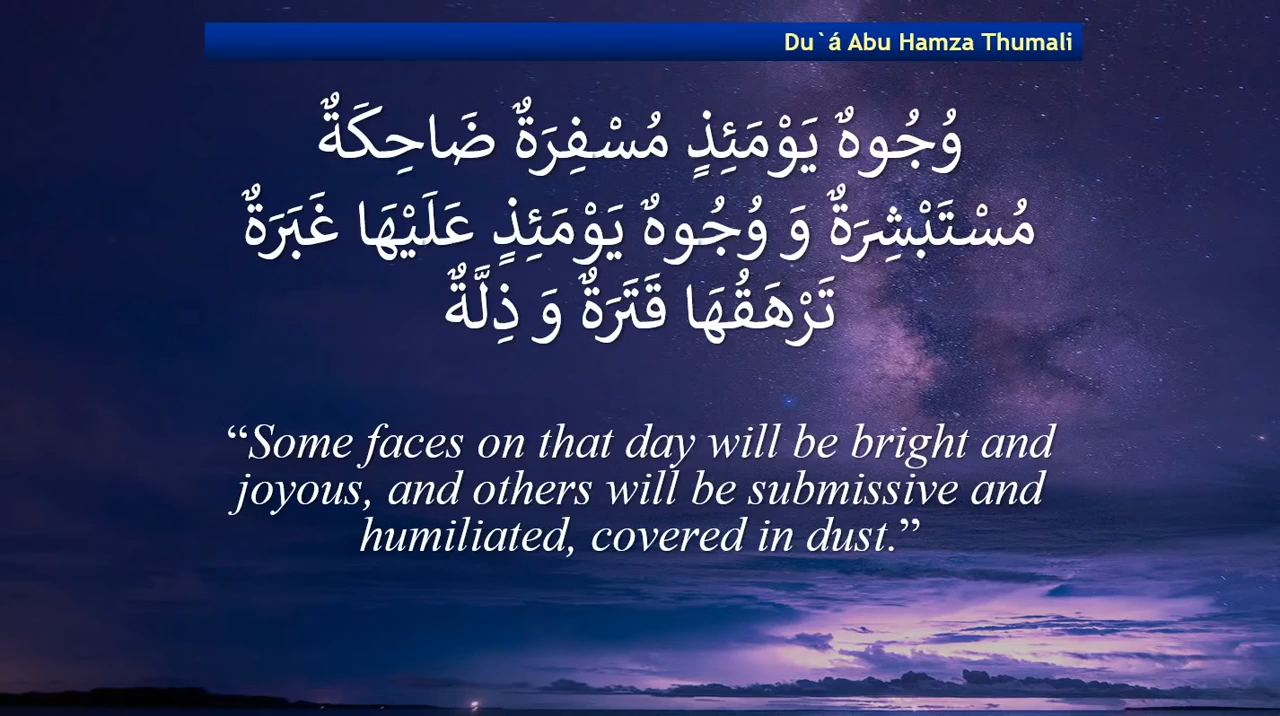 Du`á Abu Hamza Thumali
وُجُوهٌ يَوْمَئِذٍ مُسْفِرَةٌ ضَاحِكَةٌ
مُسْتَبْشِرَةٌ وَ وُجُوهٌ يَوْمَئِذٍ عَلَيْهَا غَبَرَةٌ
تَرْهَقُهَا قَتَرَةٌ وَ ذِلَّةٌ
“Some faces on that day will be bright and
joyous, and others will be submissive and
humiliated, covered in dust.”